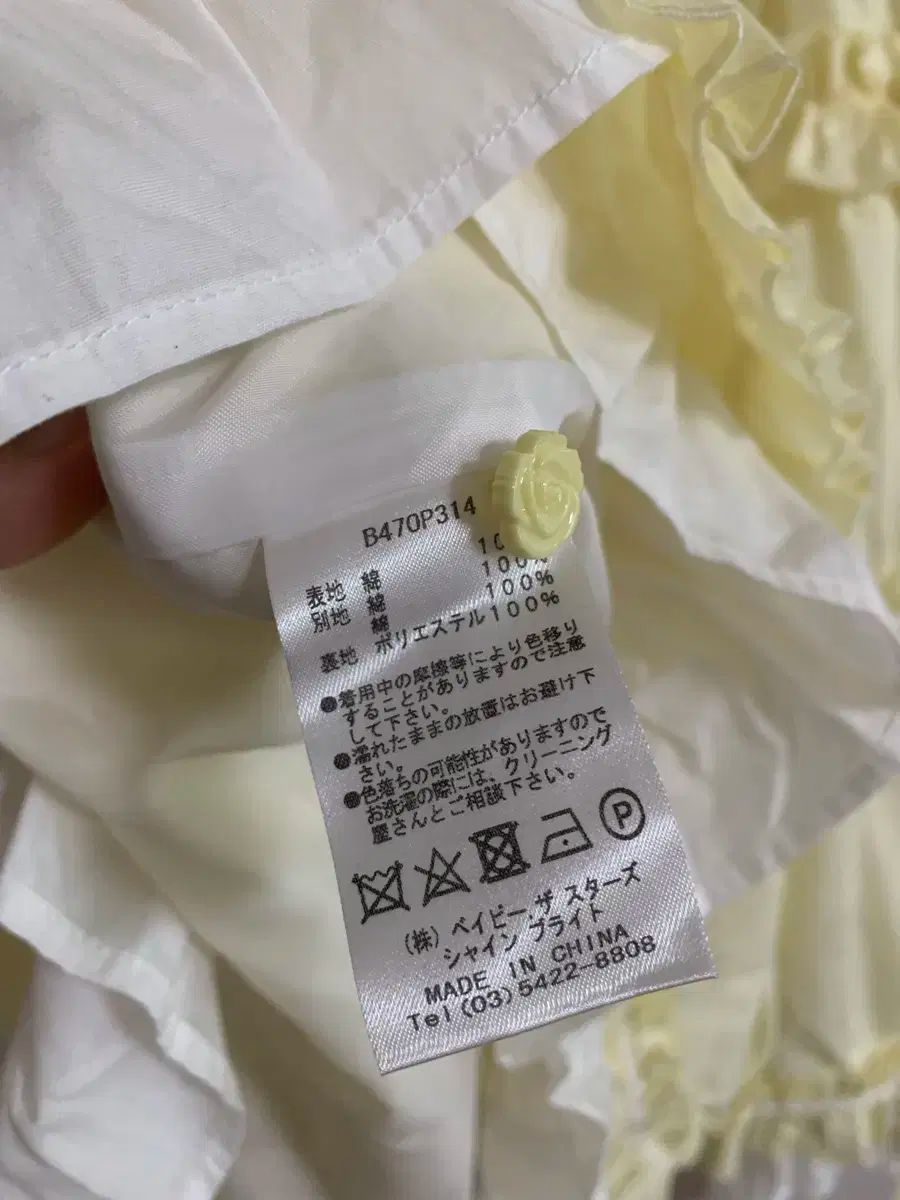 B470P314
表地 綿 10
別地 綿 100%
綿 100%
裏地 ポリエステル100%
●着用中の摩擦等により色移り
することがありますので注意
して下さい。
●濡れたままの放置はお避け下
さい。
●色落ちの可能性がありますので
お洗濯の際には、クリーニング
屋さんとご相談下さい。
P
(株) ベイビー,ザ スターズ
シャイン ブライト
MADE IN CHINA
Tel(03)5422-8808